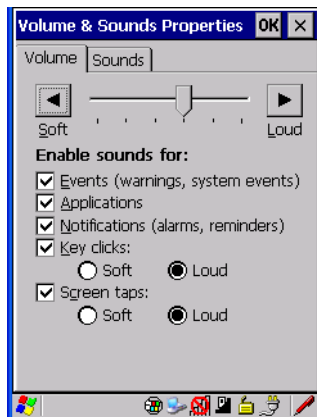 Volume & Sounds Properties OK ×
Volume Sounds
Soft Loud
Enable sounds for:
Events (warnings, system events)
Applications
Notifications (alarms, reminders)
Key clicks:
Soft Loud
Screen taps:
Soft Loud